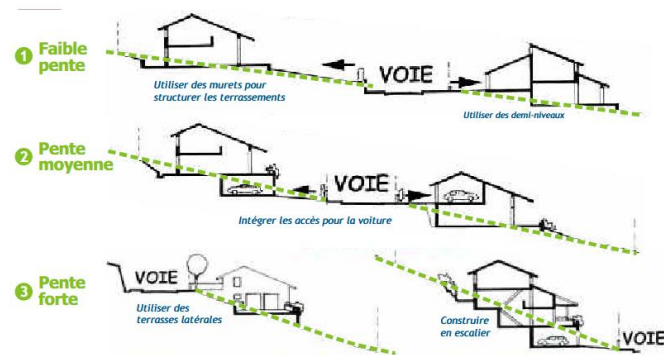 1 Faible
pente
VOIE
Utiliser des murets pour
structurer les terrassements
Utiliser des demi-niveaux
2 Pente
moyenne
VOIE
Intégrer les accès pour la voiture
3 Pente
forte
VOIE
Utiliser des
terrasses latérales
Construire
en escalier
VOIE